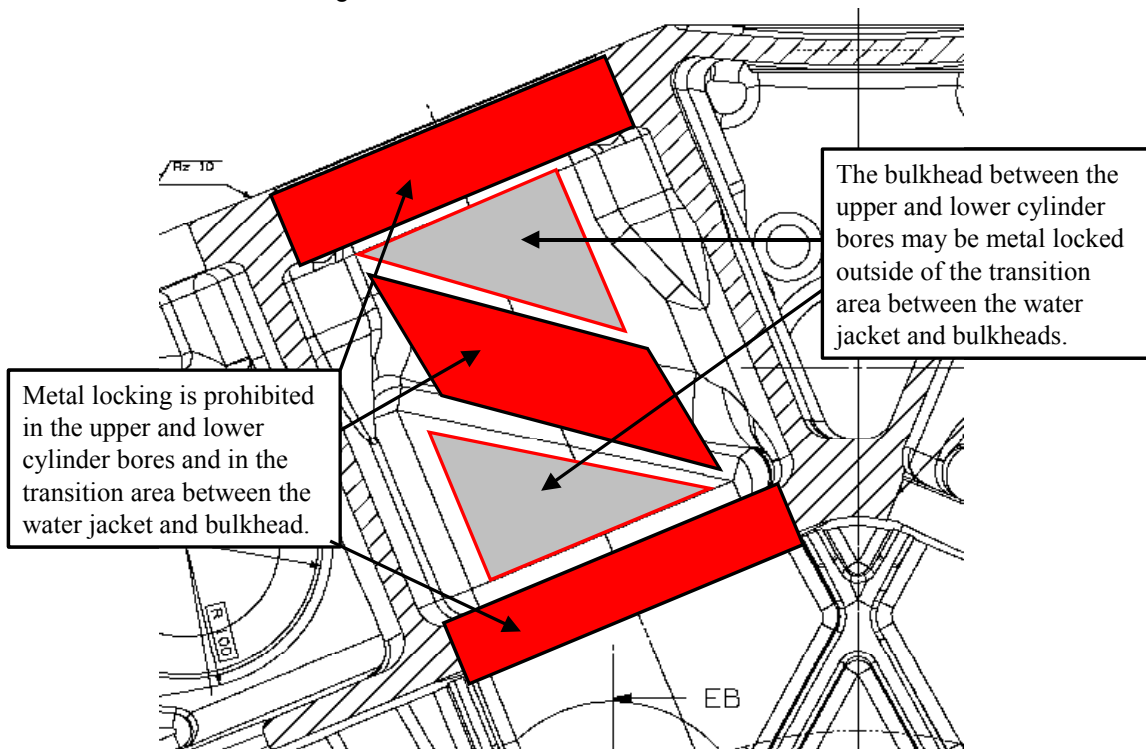 Rz 10
The bulkhead between the
upper and lower cylinder
bores may be metal locked
outside of the transition
area between the water
jacket and bulkheads.
Metal locking is prohibited
in the upper and lower
cylinder bores and in the
transition area between the
water jacket and bulkhead.
EB